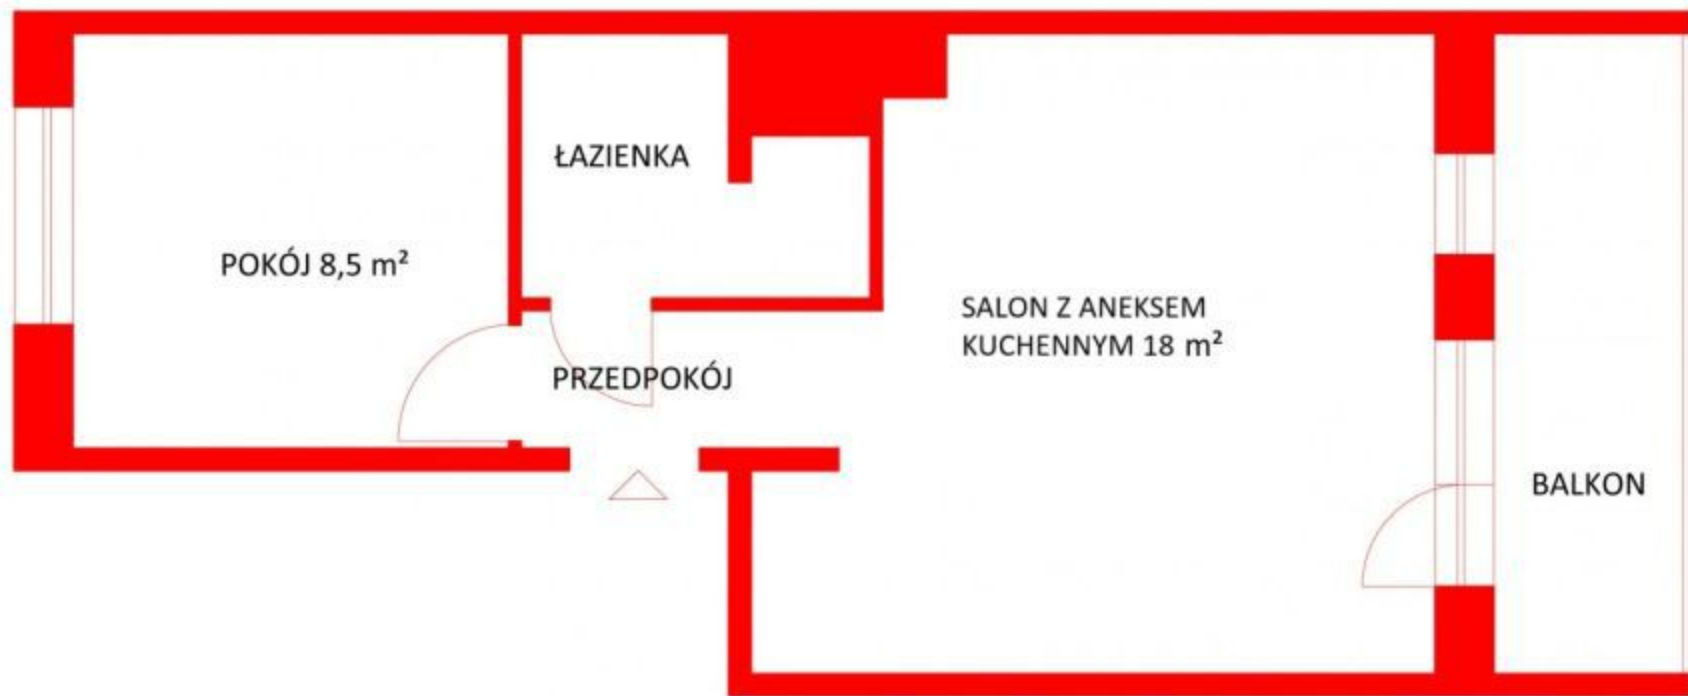 ŁAZIENKA
POKÓJ 8,5 m²
SALON Z ANEKSEM
KUCHENNYM 18 m²
PRZEDPOKÓJ
BALKON